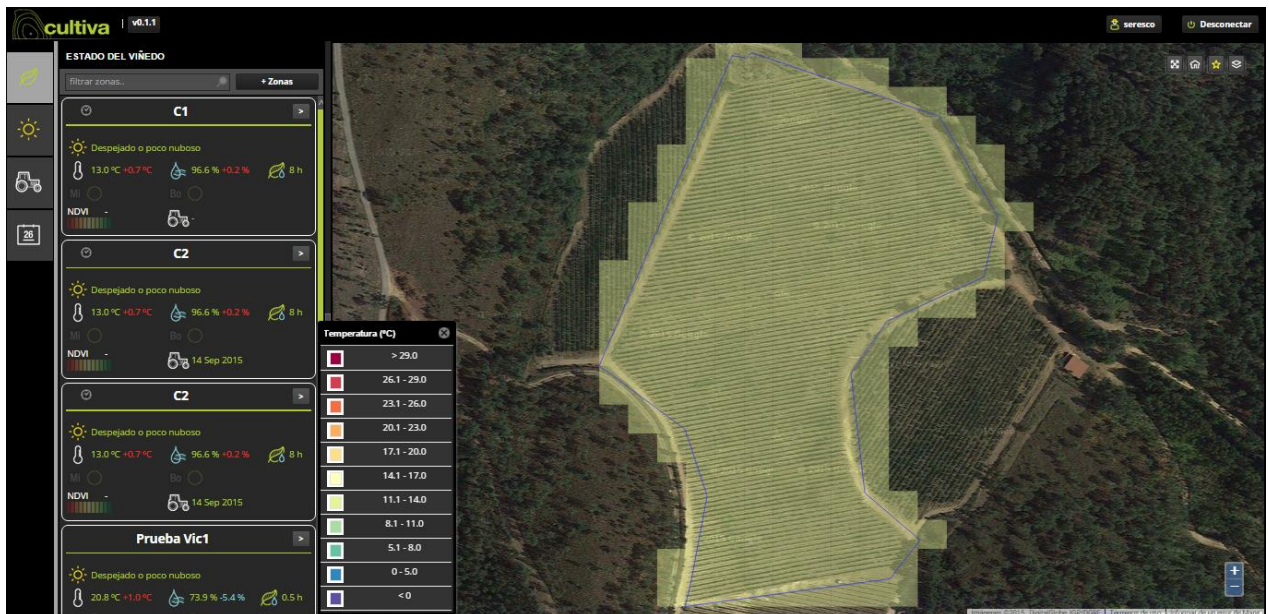 cultiva
v0.1.1
seresco
Desconectar
ESTADO DEL VIÑEDO
filtrar zonas..
+ Zonas
C1
>
Despejado o poco nuboso
13.0 ºC +0.7 ºC
96.6 % +0.2 %
8 h
Mi
Bo
NDVI -
-
C2
>
Despejado o poco nuboso
13.0 ºC +0.7 ºC
96.6 % +0.2 %
8 h
Mi
Bo
NDVI -
14 Sep 2015
C2
>
Despejado o poco nuboso
13.0 ºC +0.7 ºC
96.6 % +0.2 %
8 h
Mi
Bo
NDVI -
14 Sep 2015
Prueba Vic1
>
Despejado o poco nuboso
20.8 ºC +1.0 ºC
73.9 % -5.4 %
0.5 h
26
Temperatura (ºC)
> 29.0
26.1 - 29.0
23.1 - 26.0
20.1 - 23.0
17.1 - 20.0
14.1 - 17.0
11.1 - 14.0
8.1 - 11.0
5.1 - 8.0
0 - 5.0
< 0
+
−